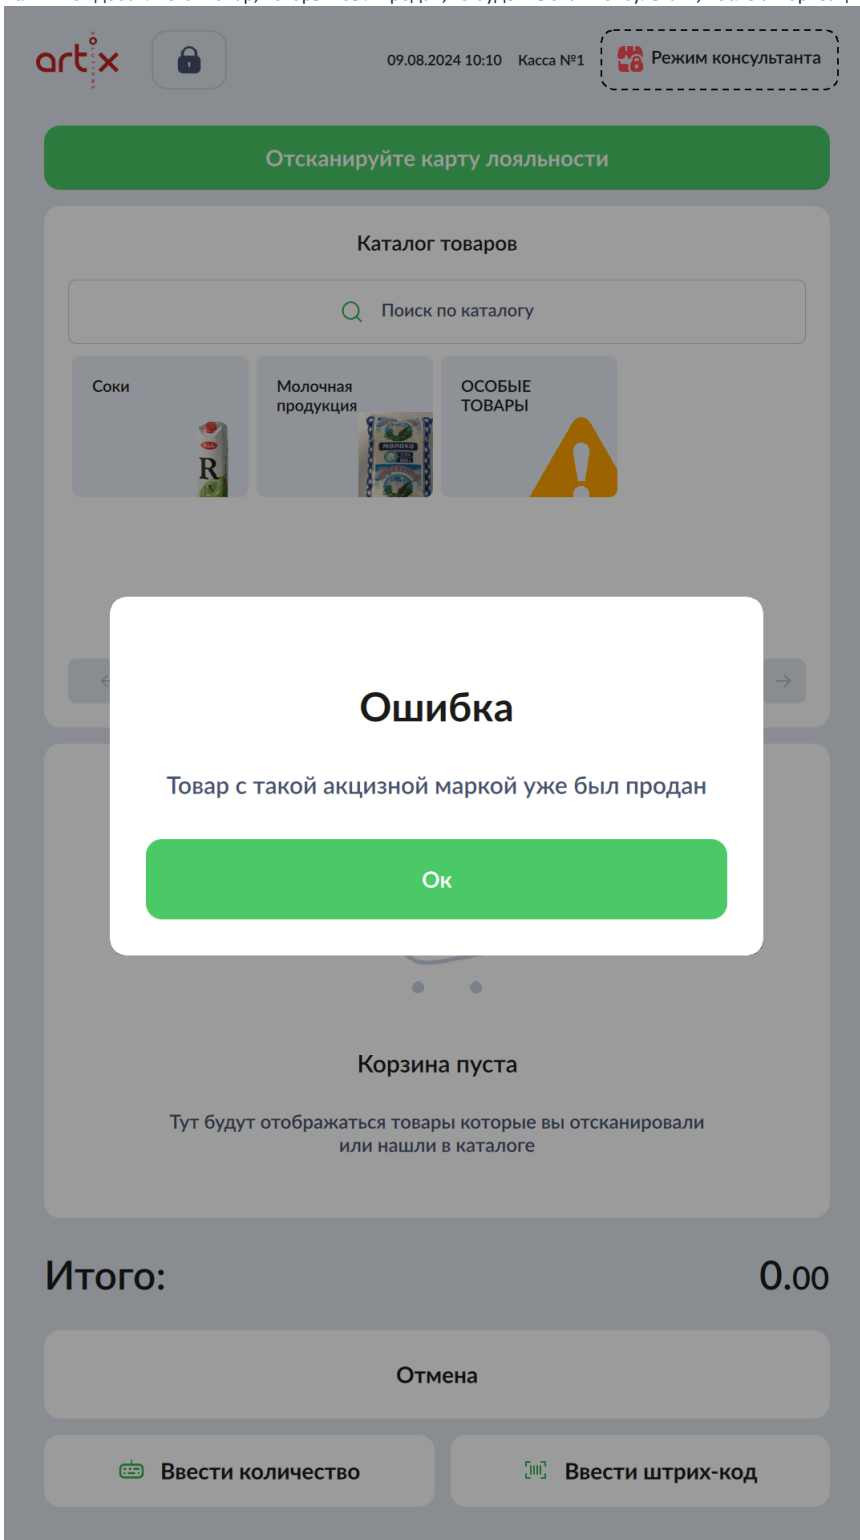 artix
09.08.2024 10:10 Касса №1 Режим консультанта
Отсканируйте карту лояльности
Каталог товаров
Поиск по каталогу
Соки
Молочная
продукция
ОСОБЫЕ
ТОВАРЫ
R
МОЛОКО
Ошибка
Товар с такой акцизной маркой уже был продан
Ок
Корзина пуста
Тут будут отображаться товары которые вы отсканировали
или нашли в каталоге
Итого:
0.00
Отмена
Ввести количество
Ввести штрих-код